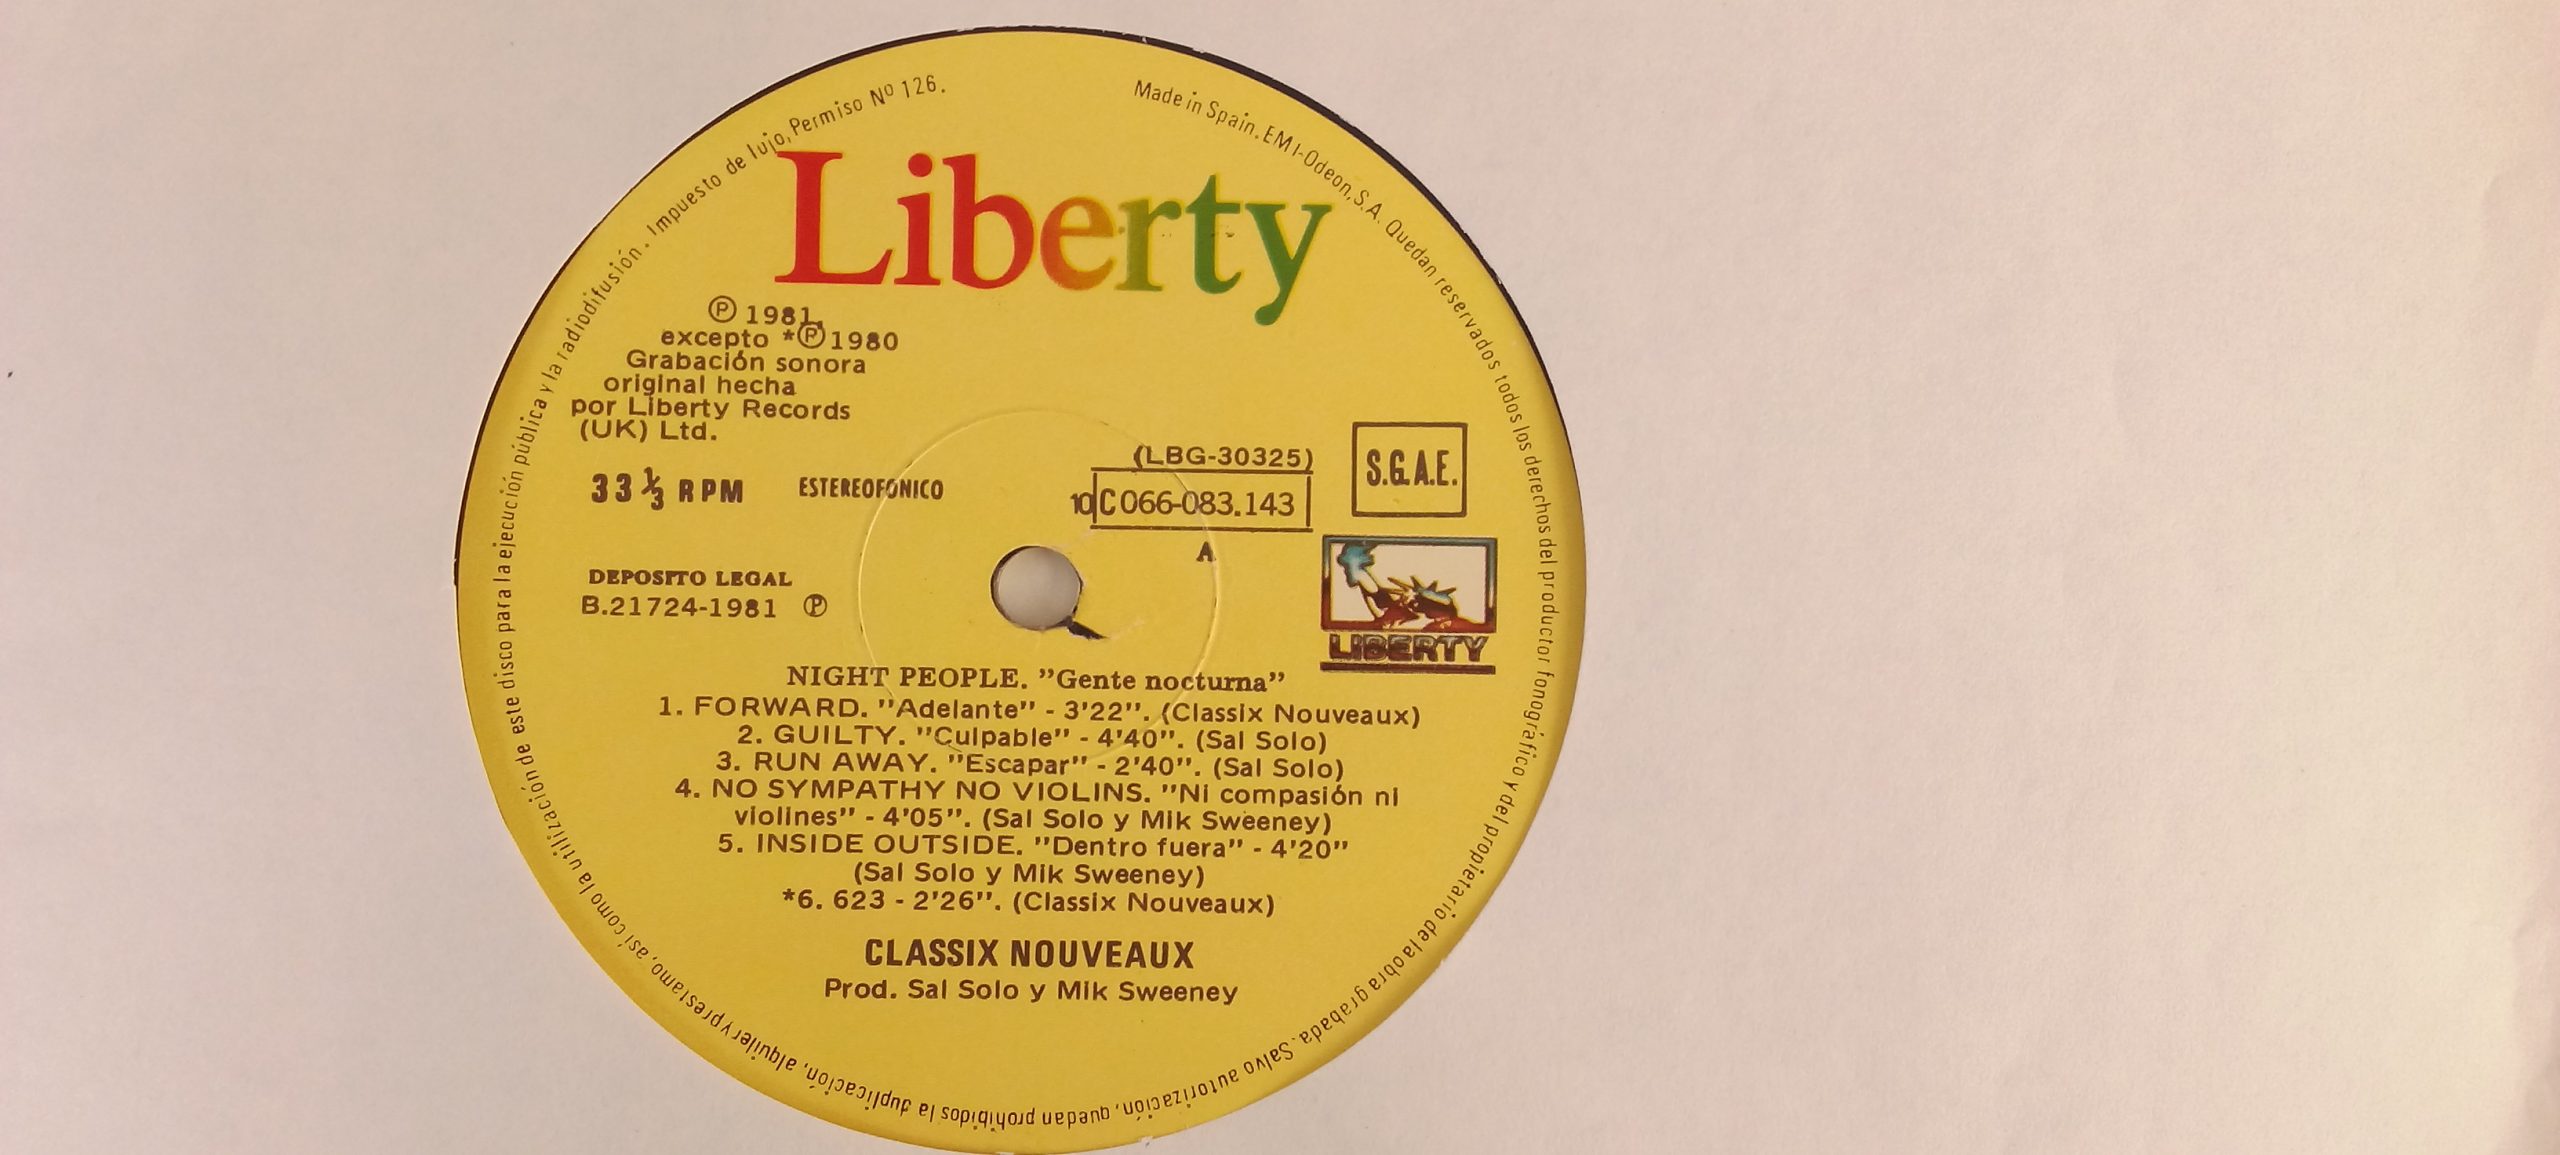 Made in Spain. EMI-Odeon, S.A. Quedan reservados todos los derechos del productor fonográfico y del propietario de la obra grabada. Salvo autorización, quedan prohibidos la duplicación, alquiler y prestamo, así como la utilización de este disco para la ejecución pública y la radiodifusión. Impuesto de lujo, Permiso Nº 126.
Liberty
Ⓟ 1981,
excepto *Ⓟ1980
Grabación sonora
original hecha
por Liberty Records
(UK) Ltd.
(LBG-30325)
S.G.A.E.
33 1/3 RPM ESTEREOFONICO
10C 066-083.143
A
DEPOSITO LEGAL
B.21724-1981 Ⓟ
LIBERTY
NIGHT PEOPLE. "Gente nocturna"
1. FORWARD. "Adelante" - 3'22". (Classix Nouveaux)
2. GUILTY. "Culpable" - 4'40". (Sal Solo)
3. RUN AWAY. "Escapar" - 2'40". (Sal Solo)
4. NO SYMPATHY NO VIOLINS. "Ni compasión ni
violines" - 4'05". (Sal Solo y Mik Sweeney)
5. INSIDE OUTSIDE. "Dentro fuera" - 4'20"
(Sal Solo y Mik Sweeney)
*6. 623 - 2'26". (Classix Nouveaux)
CLASSIX NOUVEAUX
Prod. Sal Solo y Mik Sweeney